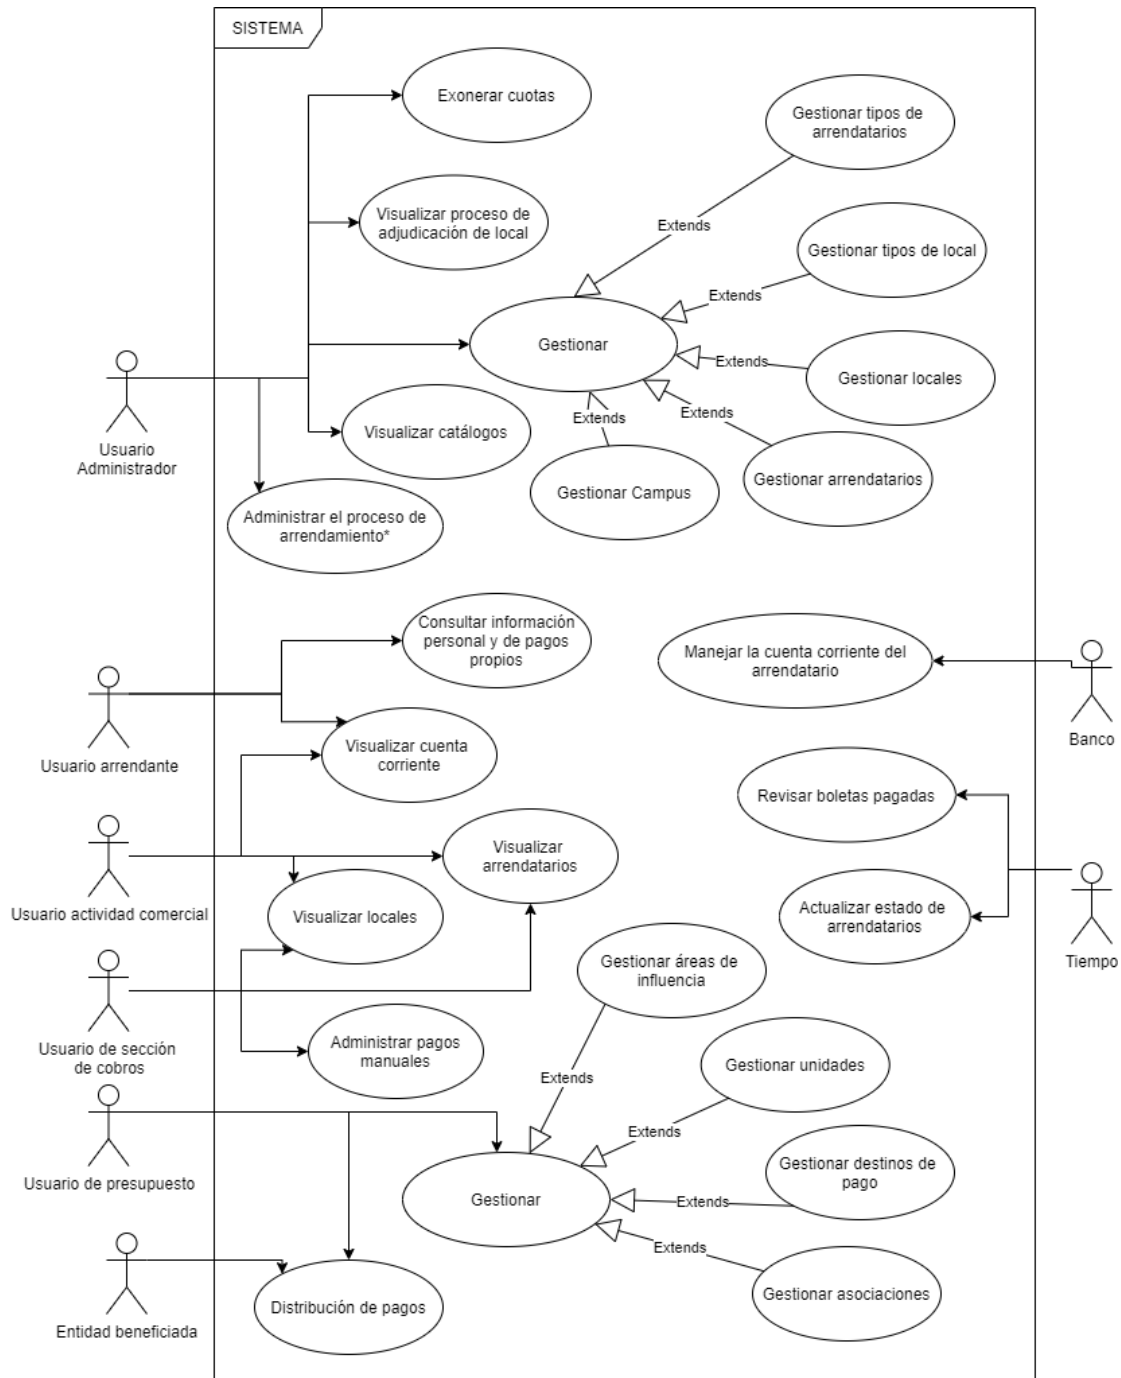 SISTEMA
Exonerar cuotas
Gestionar tipos de
arrendatarios
Visualizar proceso de
adjudicación de local
Extends
Gestionar tipos de local
Extends
Gestionar
Extends
Gestionar locales
Usuario
Administrador
Visualizar catálogos
Extends
Extends
Gestionar arrendatarios
Gestionar Campus
Administrar el proceso de
arrendamiento*
Consultar información
personal y de pagos
propios
Manejar la cuenta corriente del
arrendatario
Usuario arrendante
Banco
Visualizar cuenta
corriente
Revisar boletas pagadas
Visualizar
arrendatarios
Usuario actividad comercial
Visualizar locales
Actualizar estado de
arrendatarios
Tiempo
Gestionar áreas de
influencia
Usuario de sección
de cobros
Administrar pagos
manuales
Extends
Gestionar unidades
Extends
Usuario de presupuesto
Gestionar
Gestionar destinos de
pago
Extends
Extends
Gestionar asociaciones
Entidad beneficiada
Distribución de pagos